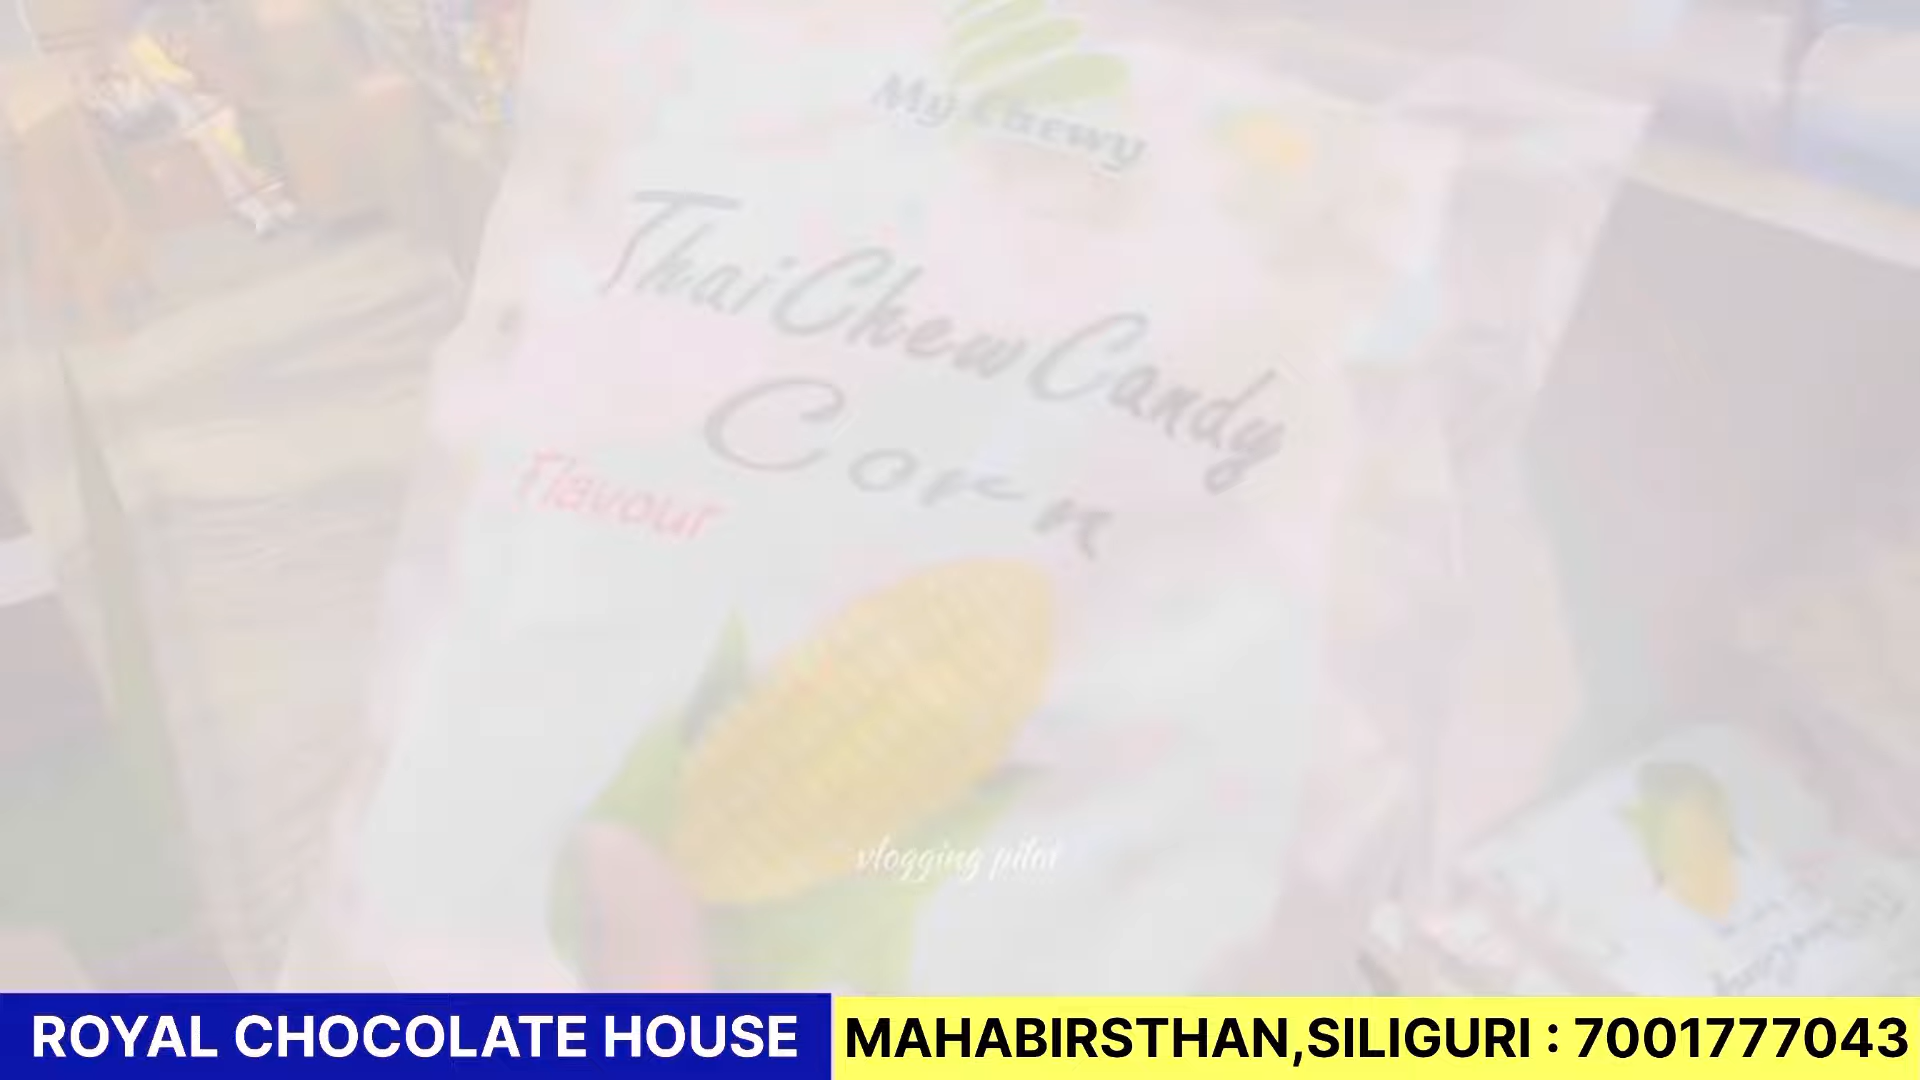 My Chewy
Thai Chew Candy
Corn
Flavour
vlogging pilot
ROYAL CHOCOLATE HOUSE
MAHABIRSTHAN,SILIGURI : 7001777043